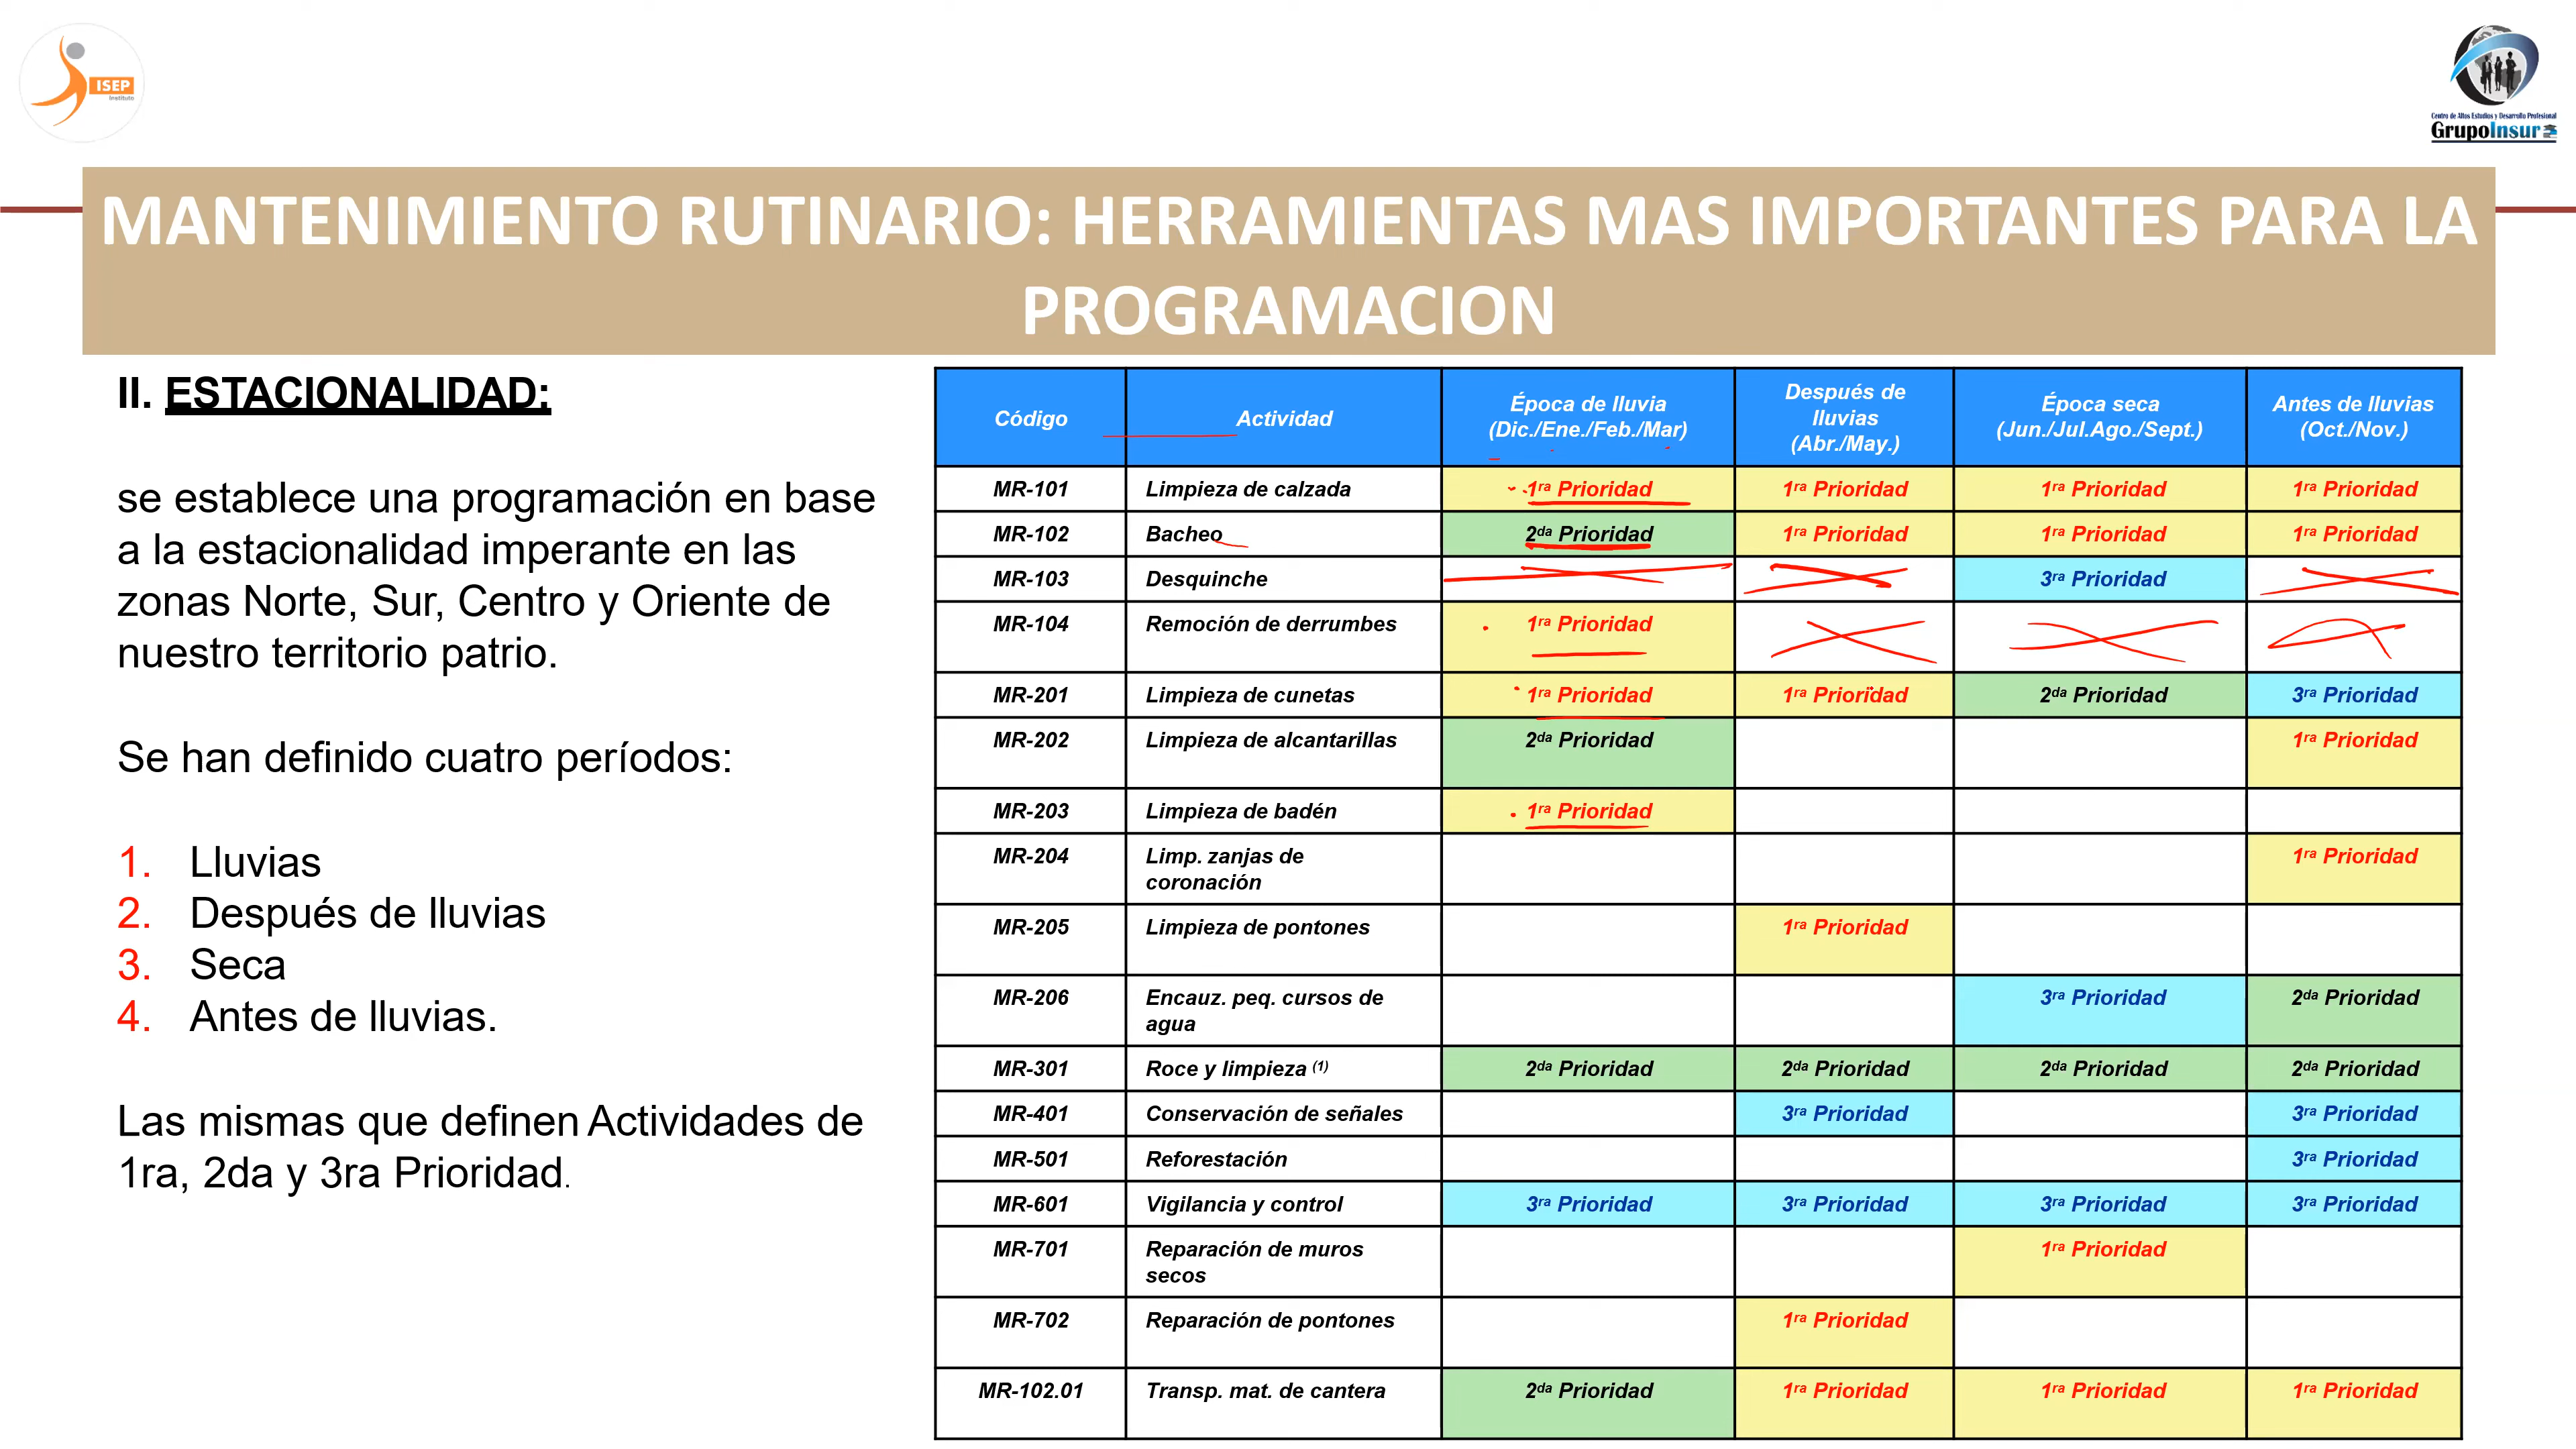 ISEP
Institute
Centro de Altos Estudios y Desarrollo Profesional
GrupoInsur
MANTENIMIENTO RUTINARIO: HERRAMIENTAS MAS IMPORTANTES PARA LA
PROGRAMACION
II. ESTACIONALIDAD:
se establece una programación en base
a la estacionalidad imperante en las
zonas Norte, Sur, Centro y Oriente de
nuestro territorio patrio.
Se han definido cuatro períodos:
1. Lluvias
2. Después de lluvias
3. Seca
4. Antes de lluvias.
Las mismas que definen Actividades de
1ra, 2da y 3ra Prioridad.
Código Actividad Época de lluvia (Dic./Ene./Feb./Mar) Después de lluvias (Abr./May.) Época seca (Jun./Jul.Ago./Sept.) Antes de lluvias (Oct./Nov.)
MR-101 Limpieza de calzada 1ra Prioridad 1ra Prioridad 1ra Prioridad 1ra Prioridad
MR-102 Bacheo 2da Prioridad 1ra Prioridad 1ra Prioridad 1ra Prioridad
MR-103 Desquinche 3ra Prioridad
MR-104 Remoción de derrumbes 1ra Prioridad
MR-201 Limpieza de cunetas 1ra Prioridad 1ra Prioridad 2da Prioridad 3ra Prioridad
MR-202 Limpieza de alcantarillas 2da Prioridad 1ra Prioridad
MR-203 Limpieza de badén 1ra Prioridad
MR-204 Limp. zanjas de coronación 1ra Prioridad
MR-205 Limpieza de pontones 1ra Prioridad
MR-206 Encauz. peq. cursos de agua 3ra Prioridad 2da Prioridad
MR-301 Roce y limpieza (1) 2da Prioridad 2da Prioridad 2da Prioridad 2da Prioridad
MR-401 Conservación de señales 3ra Prioridad 3ra Prioridad
MR-501 Reforestación 3ra Prioridad
MR-601 Vigilancia y control 3ra Prioridad 3ra Prioridad 3ra Prioridad 3ra Prioridad
MR-701 Reparación de muros secos 1ra Prioridad
MR-702 Reparación de pontones 1ra Prioridad
MR-102.01 Transp. mat. de cantera 2da Prioridad 1ra Prioridad 1ra Prioridad 1ra Prioridad